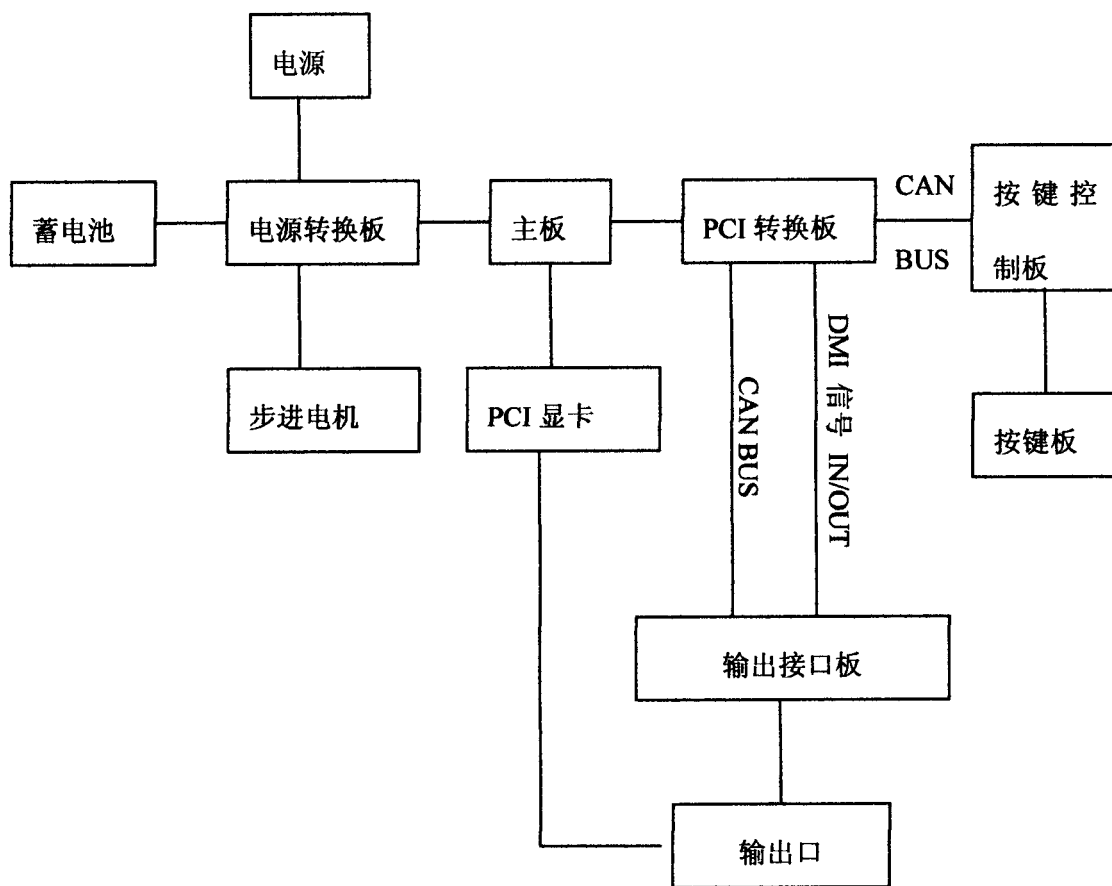 电源
蓄电池
电源转换板
主板
PCI 转换板
CAN
BUS
按 键 控
制板
步进电机
PCI 显卡
CAN BUS
DMI 信号 IN/OUT
按键板
输出接口板
输出口